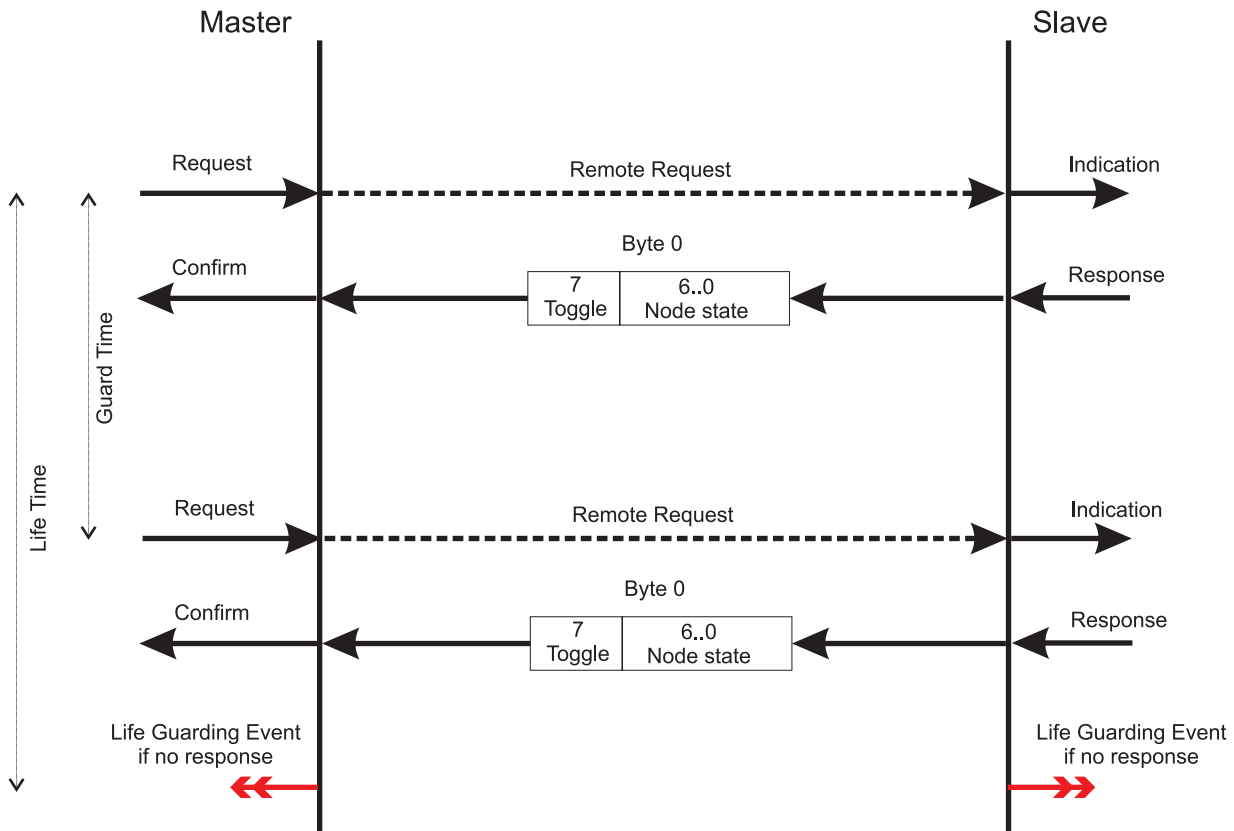 Master
Slave
Request
Remote Request
Indication
Byte 0
Confirm
7
Toggle
6..0
Node state
Response
Guard Time
Life Time
Request
Remote Request
Indication
Byte 0
Confirm
7
Toggle
6..0
Node state
Response
Life Guarding Event
if no response
Life Guarding Event
if no response